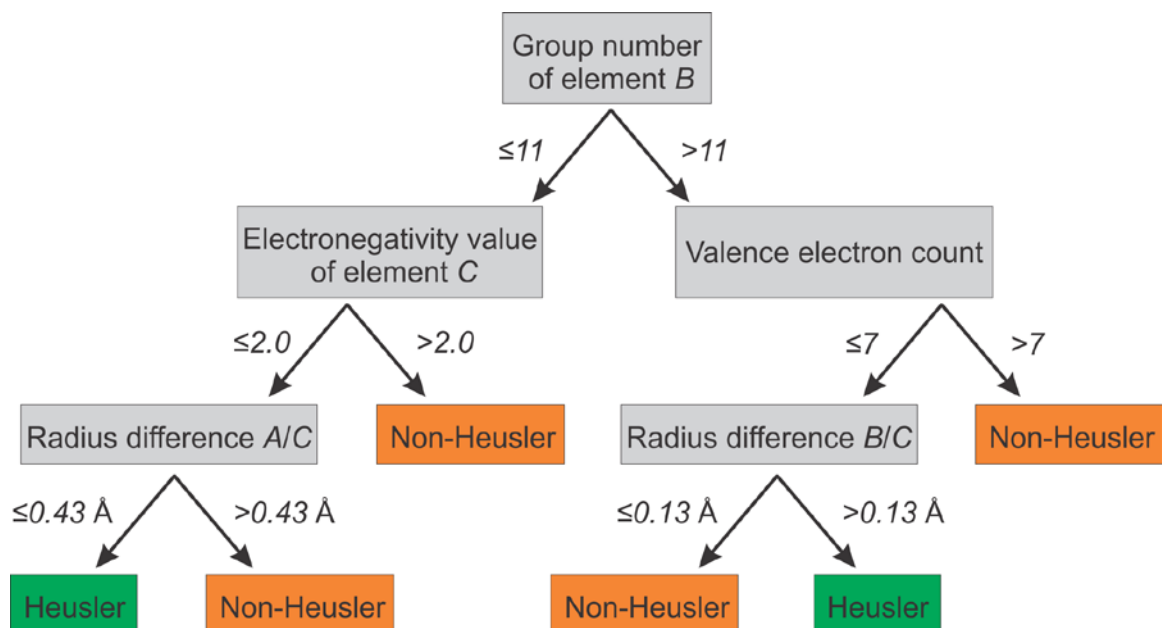 Group number
of element B
≤11
>11
Electronegativity value
of element C
Valence electron count
≤2.0
>2.0
≤7
>7
Radius difference A/C
Non-Heusler
Radius difference B/C
Non-Heusler
≤0.43 Å
>0.43 Å
≤0.13 Å
>0.13 Å
Heusler
Non-Heusler
Non-Heusler
Heusler